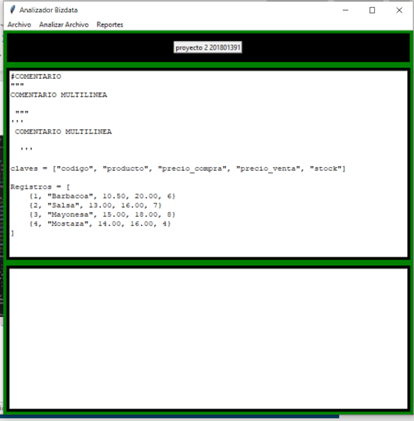 Analizador Bizdata
Archivo Analizar Archivo Reportes
proyecto 2 201801391
#COMENTARIO
"""
COMENTARIO MULTILINEA
"""
'''
COMENTARIO MULTILINEA
'''
claves = ["codigo", "producto", "precio_compra", "precio_venta", "stock"]
Registros = [
{1, "Barbacoa", 10.50, 20.00, 6}
{2, "Salsa", 13.00, 16.00, 7}
{3, "Mayonesa", 15.00, 18.00, 8}
{4, "Mostaza", 14.00, 16.00, 4}
]